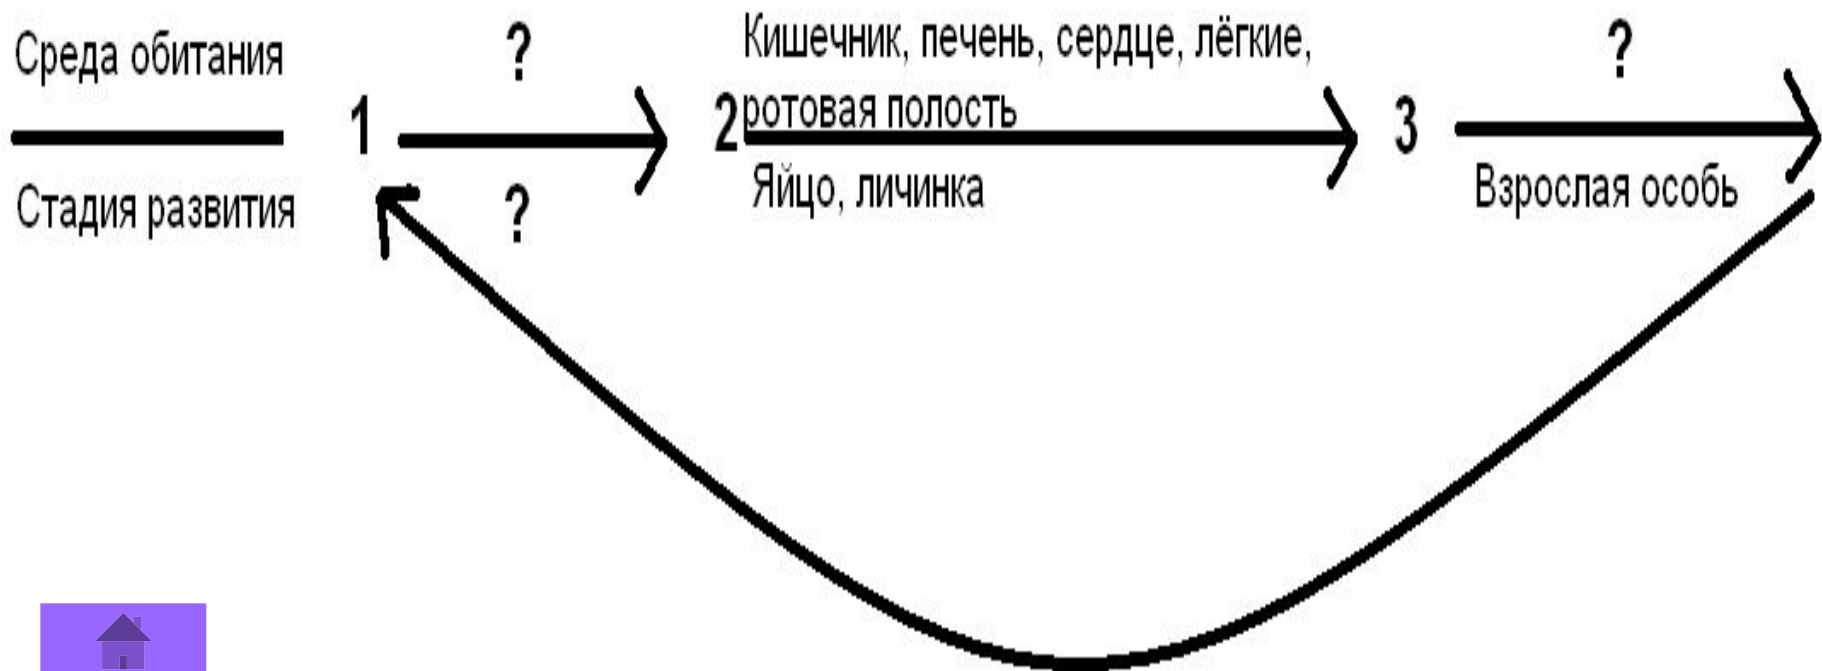 Среда обитания
Стадия развития
1
?
?
2
Кишечник, печень, сердце, лёгкие,
ротовая полость
Яйцо, личинка
3
?
Взрослая особь